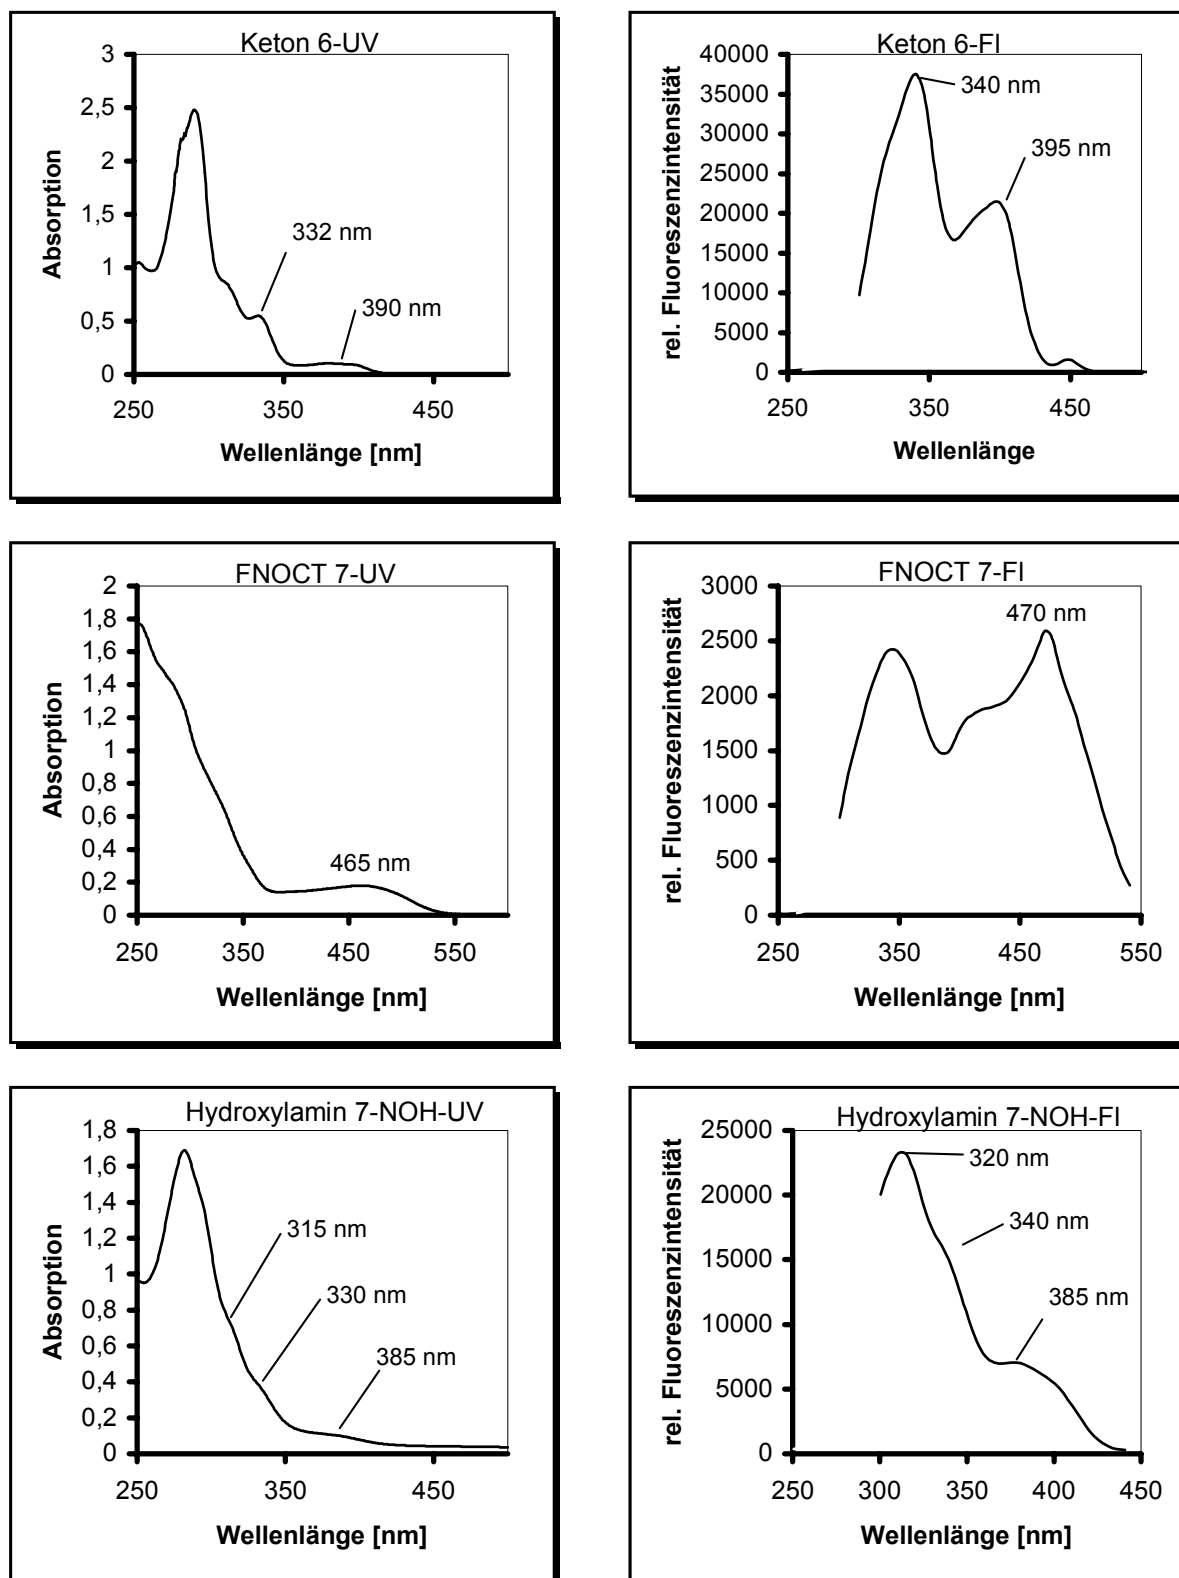 Keton 6-UV
3
2,5
2
1,5
1
0,5
0
332 nm
390 nm
250
350
450
Absorption
Wellenlänge [nm]
Keton 6-Fl
40000
35000
30000
25000
20000
15000
10000
5000
0
340 nm
395 nm
250
350
450
rel. Fluoreszenzintensität
Wellenlänge
FNOCT 7-UV
2
1,8
1,6
1,4
1,2
1
0,8
0,6
0,4
0,2
0
465 nm
250
350
450
550
Absorption
Wellenlänge [nm]
FNOCT 7-Fl
3000
2500
2000
1500
1000
500
0
470 nm
250
350
450
550
rel. Fluoreszenzintensität
Wellenlänge [nm]
Hydroxylamin 7-NOH-UV
1,8
1,6
1,4
1,2
1
0,8
0,6
0,4
0,2
0
315 nm
330 nm
385 nm
250
350
450
Absorption
Wellenlänge [nm]
Hydroxylamin 7-NOH-Fl
25000
20000
15000
10000
5000
0
320 nm
340 nm
385 nm
250
300
350
400
450
rel. Fluoreszenzintensität
Wellenlänge [nm]